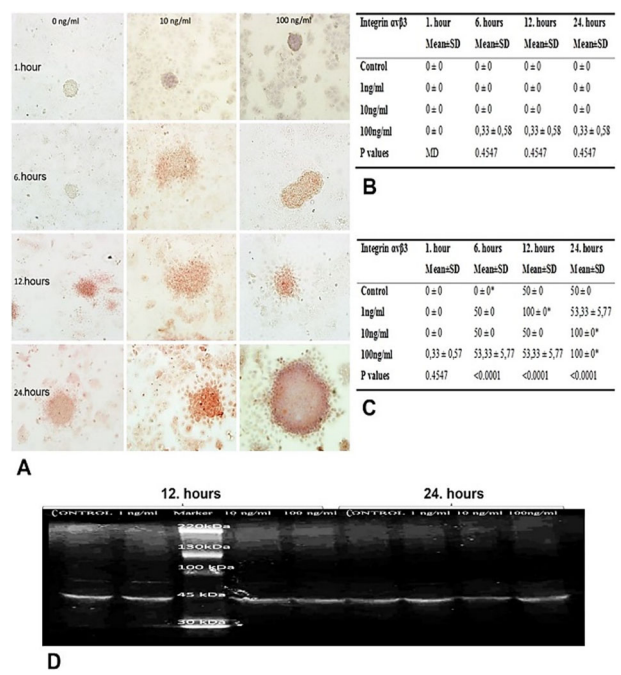 0 ng/ml 10 ng/ml 100 ng/ml
1.hour
6.hours
12.hours
24.hours
A
Integrin αvβ3 1. hour 6. hours 12. hours 24. hours
Mean±SD Mean±SD Mean±SD Mean±SD
Control 0 ± 0 0 ± 0 0 ± 0 0 ± 0
1ng/ml 0 ± 0 0 ± 0 0 ± 0 0 ± 0
10ng/ml 0 ± 0 0 ± 0 0 ± 0 0 ± 0
100ng/ml 0 ± 0 0,33 ± 0,58 0,33 ± 0,58 0,33 ± 0,58
P values MD 0.4547 0.4547 0.4547
B
Integrin αvβ3 1. hour 6. hours 12. hours 24. hours
Mean±SD Mean±SD Mean±SD Mean±SD
Control 0 ± 0 0 ± 0* 50 ± 0 50 ± 0
1ng/ml 0 ± 0 50 ± 0 100 ± 0* 53,33 ± 5,77
10ng/ml 0 ± 0 50 ± 0 50 ± 0 100 ± 0*
100ng/ml 0,33 ± 0,57 53,33 ± 5,77 53,33 ± 5,77 100 ± 0*
P values 0.4547 <0.0001 <0.0001 <0.0001
C
12. hours 24. hours
CONTROL 1 ng/ml Marker 10 ng/ml 100 ng/ml CONTROL 1 ng/ml 10 ng/ml 100ng/ml
220kDa
130kDa
100 kDa
45 kDa
30 kDa
D